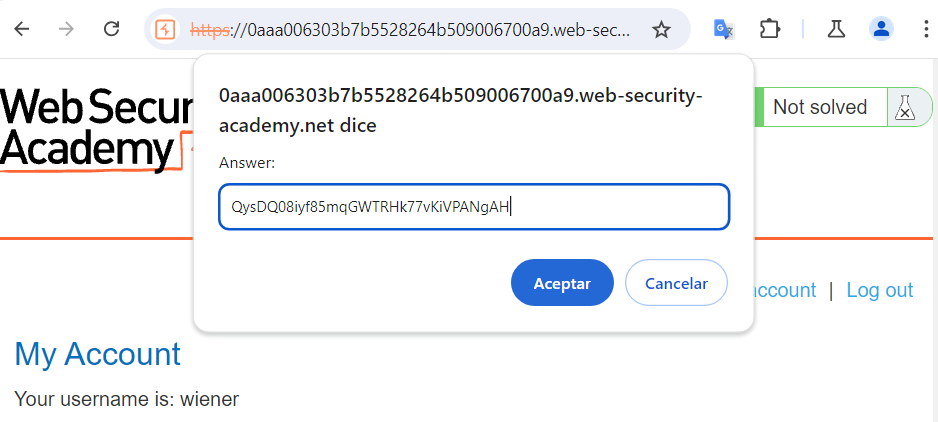 https://0aaa006303b7b5528264b509006700a9.web-sec...
0aaa006303b7b5528264b509006700a9.web-security-
academy.net dice
Answer:
QysDQ08iyf85mqGWTRHk77vKiVPANgAH
Aceptar
Cancelar
Web Secur
Academy
Not solved
ccount | Log out
My Account
Your username is: wiener